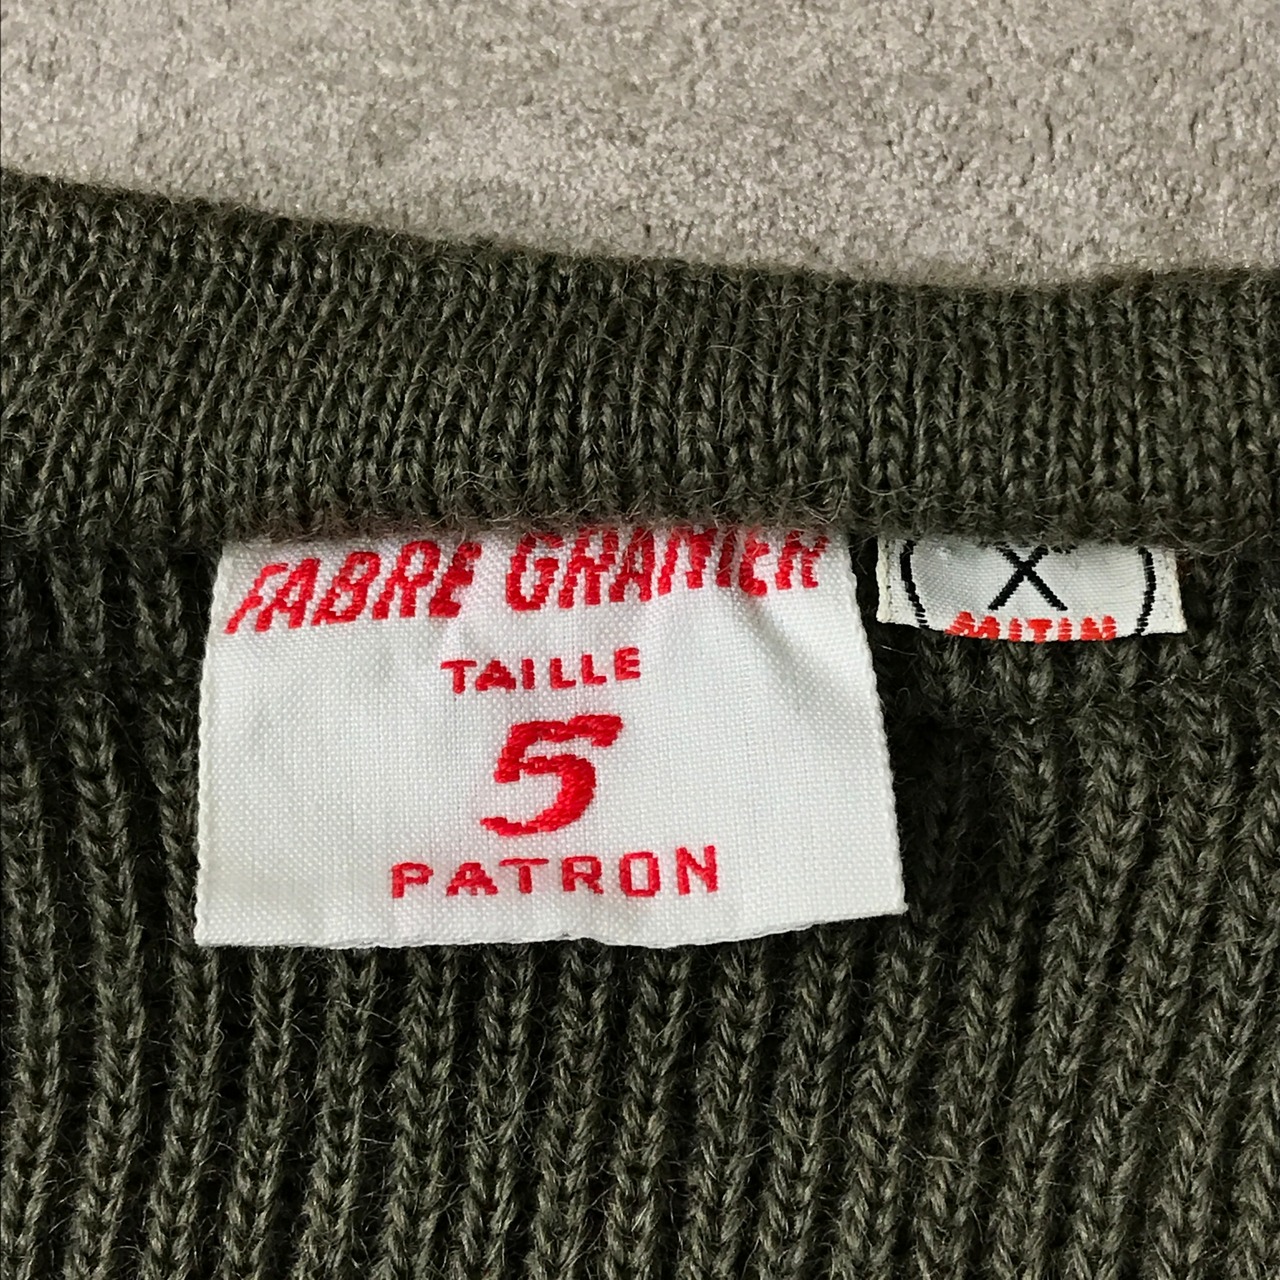 FABRE GRANIER
TAILLE
5
PATRON
X
MITIN